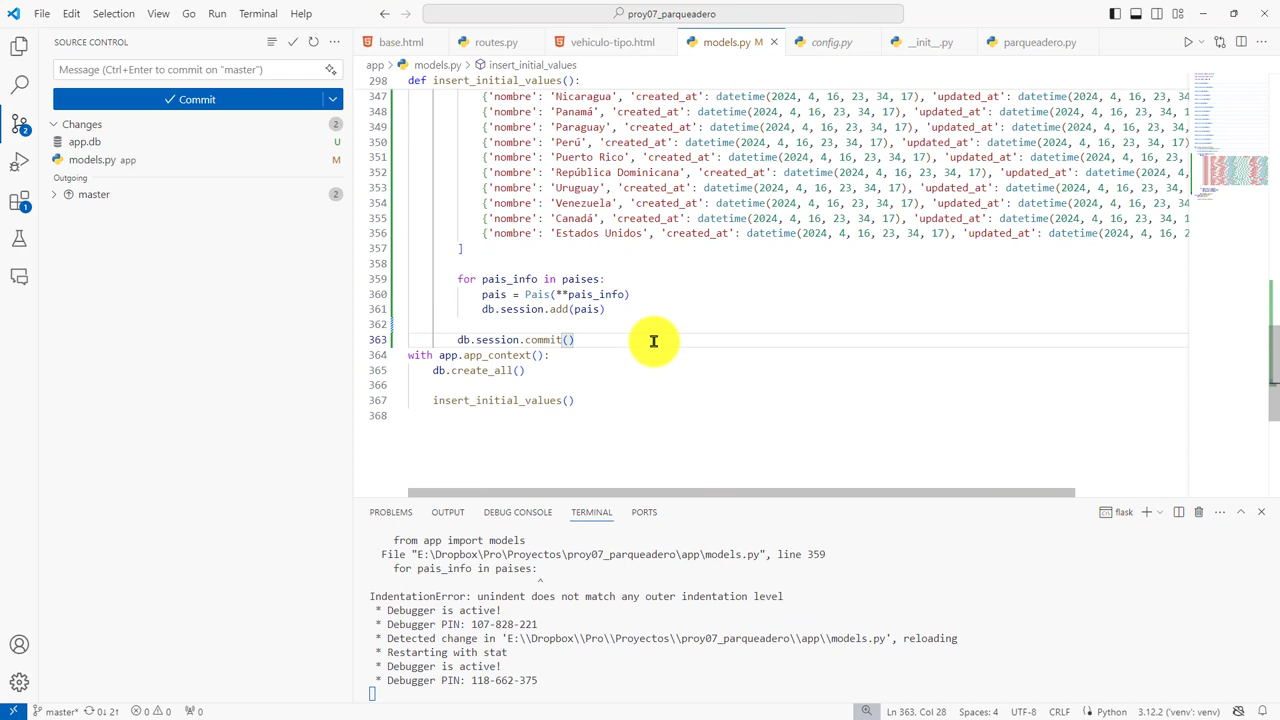 File Edit Selection View Go Run Terminal Help
proy07_parqueadero
SOURCE CONTROL
Message (Ctrl+Enter to commit on "master")
Commit
Changes 2
app.db U
models.py app M
Outgoing
master 2
2
1
base.html routes.py vehiculo-tipo.html models.py M config.py __init__.py parqueadero.py
app > models.py > insert_initial_values
298 def insert_initial_values():
347 {'nombre': 'Nicaragua', 'created_at': datetime(2024, 4, 16, 23, 34, 17), 'updated_at': datetime(2024, 4, 16, 23, 34
348 {'nombre': 'Panamá', 'created_at': datetime(2024, 4, 16, 23, 34, 17), 'updated_at': datetime(2024, 4, 16, 23, 34, 1
349 {'nombre': 'Paraguay', 'created_at': datetime(2024, 4, 16, 23, 34, 17), 'updated_at': datetime(2024, 4, 16, 23, 34,
350 {'nombre': 'Perú', 'created_at': datetime(2024, 4, 16, 23, 34, 17), 'updated_at': datetime(2024, 4, 16, 23, 34, 17)
351 {'nombre': 'Puerto Rico', 'created_at': datetime(2024, 4, 16, 23, 34, 17), 'updated_at': datetime(2024, 4, 16, 23,
352 {'nombre': 'República Dominicana', 'created_at': datetime(2024, 4, 16, 23, 34, 17), 'updated_at': datetime(2024, 4,
353 {'nombre': 'Uruguay', 'created_at': datetime(2024, 4, 16, 23, 34, 17), 'updated_at': datetime(2024, 4, 16, 23, 34,
354 {'nombre': 'Venezuela', 'created_at': datetime(2024, 4, 16, 23, 34, 17), 'updated_at': datetime(2024, 4, 16, 23, 34
355 {'nombre': 'Canadá', 'created_at': datetime(2024, 4, 16, 23, 34, 17), 'updated_at': datetime(2024, 4, 16, 23, 34, 1
356 {'nombre': 'Estados Unidos', 'created_at': datetime(2024, 4, 16, 23, 34, 17), 'updated_at': datetime(2024, 4, 16, 2
357 ]
358
359 for pais_info in paises:
360 pais = Pais(**pais_info)
361 db.session.add(pais)
362
363 db.session.commit()
364 with app.app_context():
365 db.create_all()
366
367 insert_initial_values()
368
PROBLEMS OUTPUT DEBUG CONSOLE TERMINAL PORTS
flask
from app import models
File "E:\Dropbox\Pro\Proyectos\proy07_parqueadero\app\models.py", line 359
for pais_info in paises:
^
IndentationError: unindent does not match any outer indentation level
* Debugger is active!
* Debugger PIN: 107-828-221
* Detected change in 'E:\\Dropbox\\Pro\\Proyectos\\proy07_parqueadero\\app\\models.py', reloading
* Restarting with stat
* Debugger is active!
* Debugger PIN: 118-662-375
master* 0↓ 2↑ 0 0 0 Ln 363, Col 28 Spaces: 4 UTF-8 CRLF Python 3.12.2 ('venv': venv)